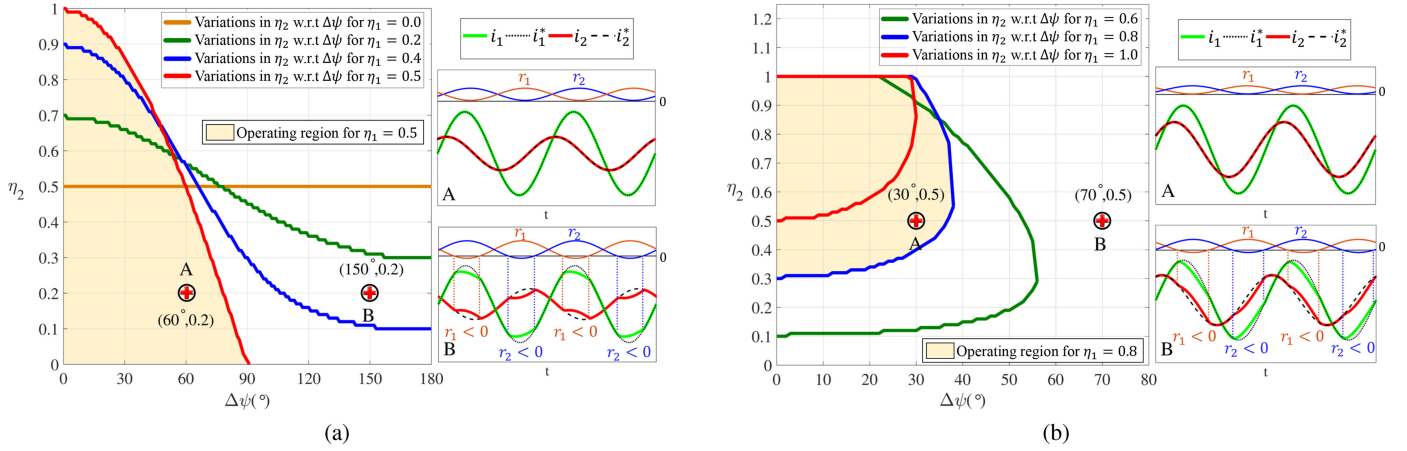 Variations in η₂ w.r.t Δψ for η₁ = 0.0
Variations in η₂ w.r.t Δψ for η₁ = 0.2
Variations in η₂ w.r.t Δψ for η₁ = 0.4
Variations in η₂ w.r.t Δψ for η₁ = 0.5
Operating region for η₁ = 0.5
1
0.9
0.8
0.7
0.6
0.5
0.4
0.3
0.2
0.1
0
η₂
A
(60°,0.2)
(150°,0.2)
B
0 30 60 90 120 150 180
Δψ(°)
i₁ i₁* i₂ i₂*
r₁ r₂
0
A
t
r₁ r₂
0
r₁ < 0 r₁ < 0
B r₂ < 0 r₂ < 0
t
(a)
Variations in η₂ w.r.t Δψ for η₁ = 0.6
Variations in η₂ w.r.t Δψ for η₁ = 0.8
Variations in η₂ w.r.t Δψ for η₁ = 1.0
1.2
1
0.9
0.8
0.7
0.6
0.5
0.4
0.3
0.2
0.1
0
η₂
(30°,0.5)
A
(70°,0.5)
B
Operating region for η₁ = 0.8
0 10 20 30 40 50 60 70 80
Δψ(°)
i₁ i₁* i₂ i₂*
r₁ r₂
0
A
t
r₁ r₂
0
r₁ < 0 r₁ < 0
B r₂ < 0 r₂ < 0
t
(b)